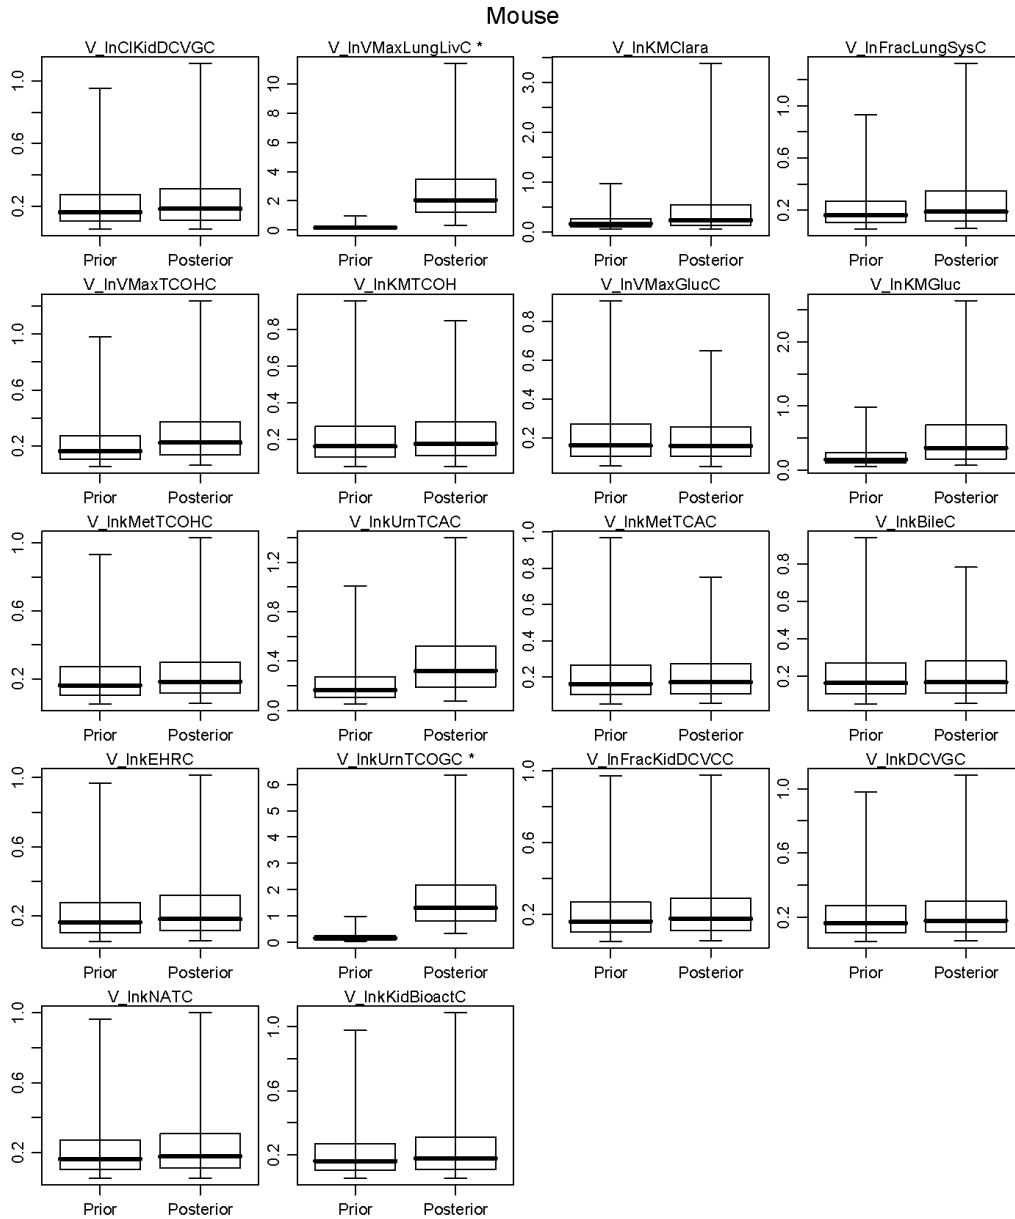 Mouse
V_lnClKidDCVGC
V_lnVMaxLungLivC *
V_lnKMClara
V_lnFracLungSysC
0.2 0.6 1.0
0 2 4 6 8 10
0.0 1.0 2.0 3.0
0.2 0.6 1.0
Prior Posterior Prior Posterior Prior Posterior Prior Posterior
V_lnVMaxTCOHC
V_lnKMTCOH
V_lnVMaxGlucC
V_lnKMGluc
0.2 0.6 1.0
0.2 0.4 0.6 0.8
0.2 0.4 0.6 0.8
0.0 1.0 2.0
Prior Posterior Prior Posterior Prior Posterior Prior Posterior
V_lnkMetTCOHC
V_lnkUrnTCAC
V_lnkMetTCAC
V_lnkBileC
0.2 0.6 1.0
0.0 0.4 0.8 1.2
0.2 0.4 0.6 0.8 1.0
0.2 0.4 0.6 0.8
Prior Posterior Prior Posterior Prior Posterior Prior Posterior
V_lnkEHRC
V_lnkUrnTCOGC *
V_lnFracKidDCVCC
V_lnkDCVGC
0.2 0.6 1.0
0 1 2 3 4 5 6
0.2 0.6 1.0
0.2 0.6 1.0
Prior Posterior Prior Posterior Prior Posterior Prior Posterior
V_lnkNATC
V_lnkKidBioactC
0.2 0.6 1.0
0.2 0.6 1.0
Prior Posterior Prior Posterior